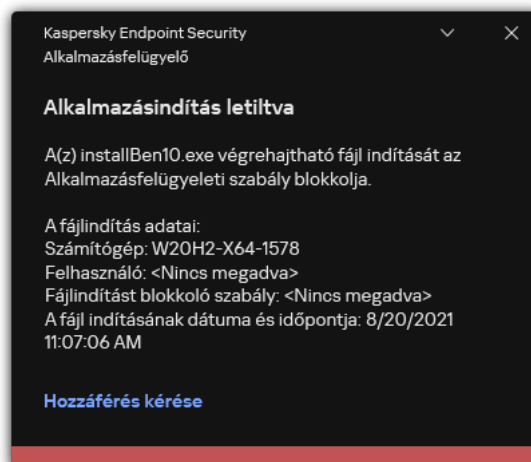 Kaspersky Endpoint Security
Alkalmazásfelügyelő
Alkalmazásindítás letiltva
A(z) installBen10.exe végrehajtható fájl indítását az
Alkalmazásfelügyeleti szabály blokkolja.
A fájlindítás adatai:
Számítógép: W20H2-X64-1578
Felhasználó: <Nincs megadva>
Fájlindítást blokkoló szabály: <Nincs megadva>
A fájl indításának dátuma és időpontja: 8/20/2021
11:07:06 AM
Hozzáférés kérése